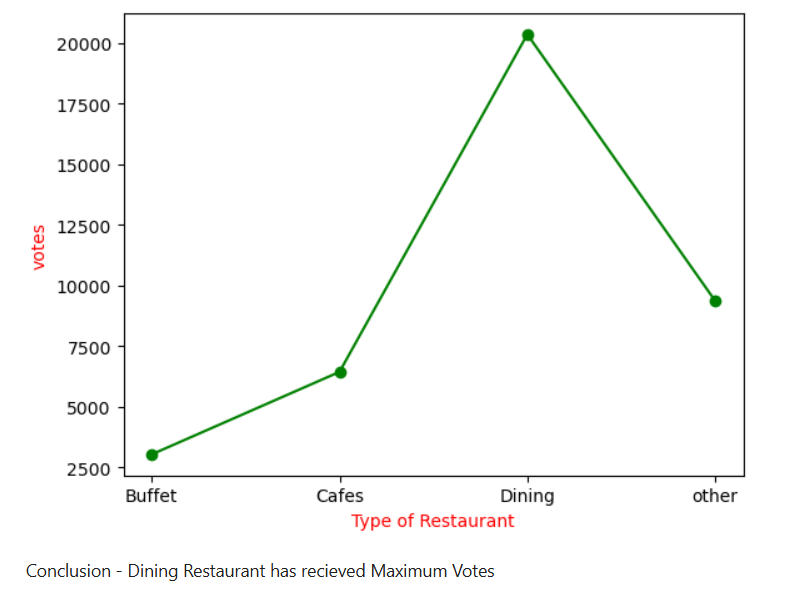 20000
17500
15000
12500
10000
7500
5000
2500
votes
Buffet Cafes Dining other
Type of Restaurant
Conclusion - Dining Restaurant has recieved Maximum Votes